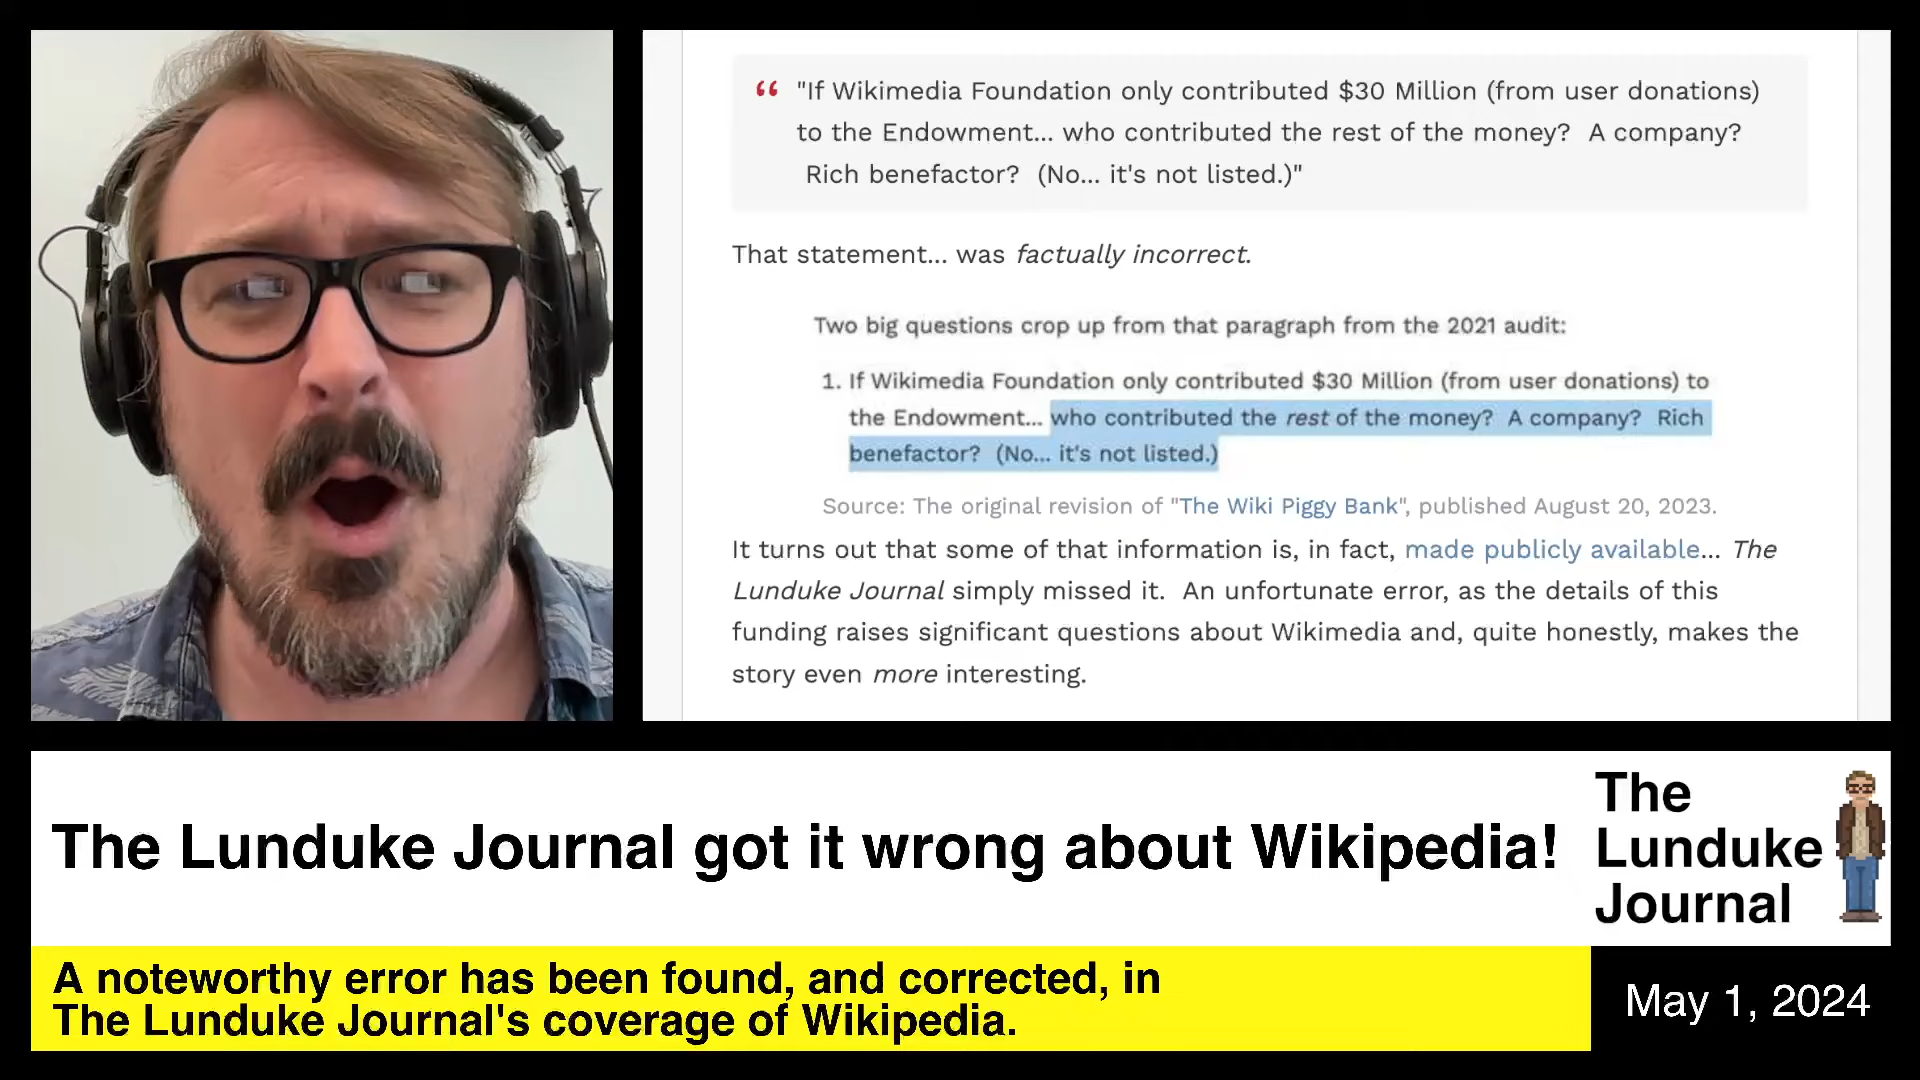 “ "If Wikimedia Foundation only contributed $30 Million (from user donations)
to the Endowment... who contributed the rest of the money?  A company?
Rich benefactor?  (No... it's not listed.)"
That statement... was factually incorrect.
Two big questions crop up from that paragraph from the 2021 audit:
1. If Wikimedia Foundation only contributed $30 Million (from user donations) to
the Endowment... who contributed the rest of the money?  A company?  Rich
benefactor?  (No... it's not listed.)
Source: The original revision of "The Wiki Piggy Bank", published August 20, 2023.
It turns out that some of that information is, in fact, made publicly available... The
Lunduke Journal simply missed it.  An unfortunate error, as the details of this
funding raises significant questions about Wikimedia and, quite honestly, makes the
story even more interesting.
The Lunduke Journal got it wrong about Wikipedia!
The
Lunduke
Journal
A noteworthy error has been found, and corrected, in
The Lunduke Journal's coverage of Wikipedia.
May 1, 2024